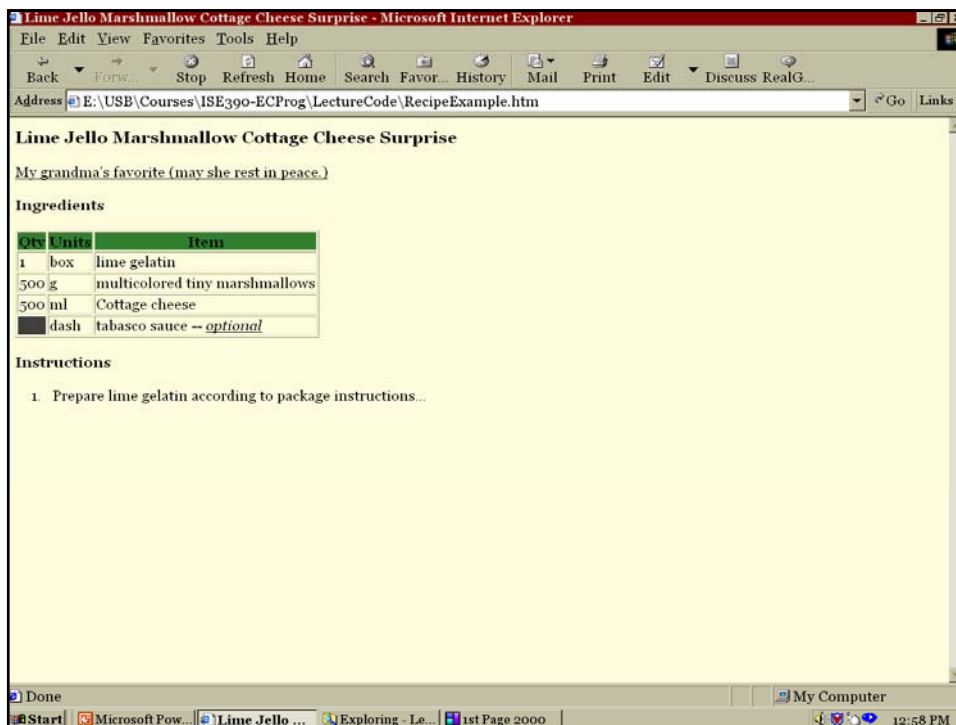 Lime Jello Marshmallow Cottage Cheese Surprise - Microsoft Internet Explorer
File Edit View Favorites Tools Help
Back Forw... Stop Refresh Home Search Favor... History Mail Print Edit Discuss RealG...
Address E:\USB\Courses\ISE390-ECProg\LectureCode\RecipeExample.htm Go Links
Lime Jello Marshmallow Cottage Cheese Surprise
My grandma's favorite (may she rest in peace.)
Ingredients
Qty Units Item
1 box lime gelatin
500 g multicolored tiny marshmallows
500 ml Cottage cheese
dash tabasco sauce -- optional
Instructions
1. Prepare lime gelatin according to package instructions...
Done My Computer
Start Microsoft Pow... Lime Jello ... Exploring - Le... 1st Page 2000 12:58 PM